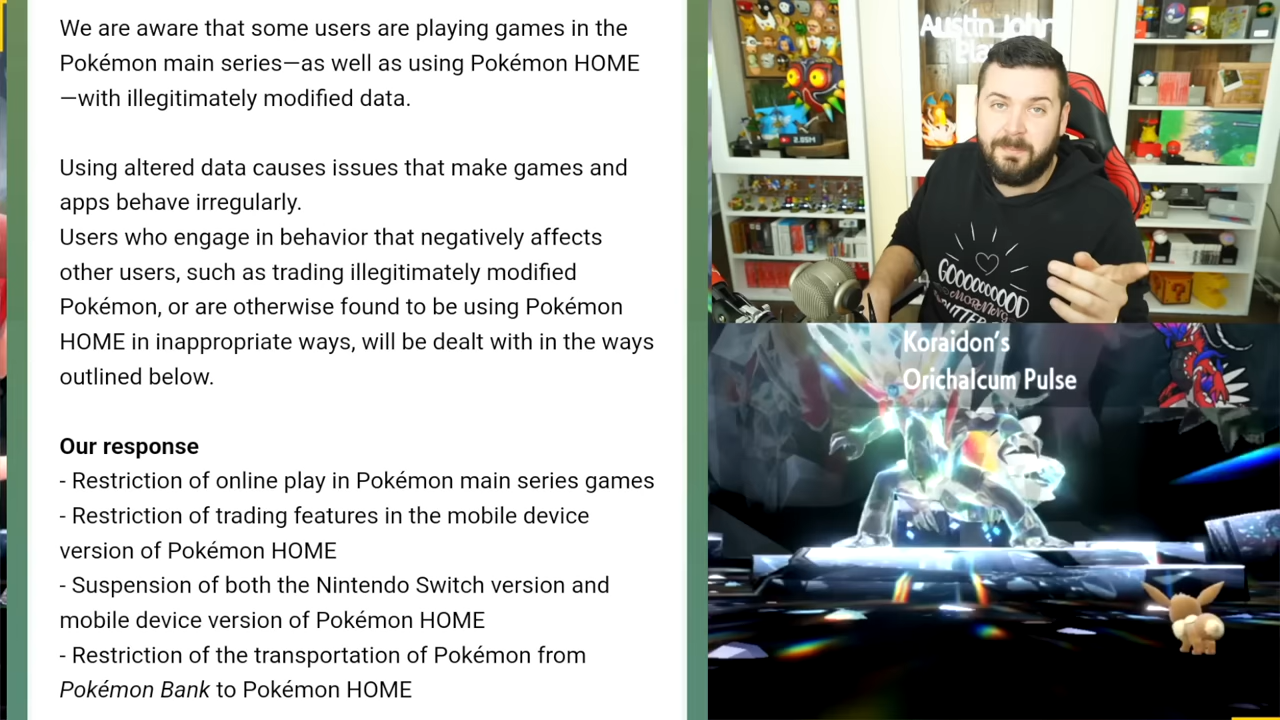 We are aware that some users are playing games in the
Pokémon main series—as well as using Pokémon HOME
—with illegitimately modified data.
Using altered data causes issues that make games and
apps behave irregularly.
Users who engage in behavior that negatively affects
other users, such as trading illegitimately modified
Pokémon, or are otherwise found to be using Pokémon
HOME in inappropriate ways, will be dealt with in the ways
outlined below.
Our response
- Restriction of online play in Pokémon main series games
- Restriction of trading features in the mobile device
version of Pokémon HOME
- Suspension of both the Nintendo Switch version and
mobile device version of Pokémon HOME
- Restriction of the transportation of Pokémon from
Pokémon Bank to Pokémon HOME
Austin John
GOOOOOOOOD
MORNING
Koraidon's
Orichalcum Pulse